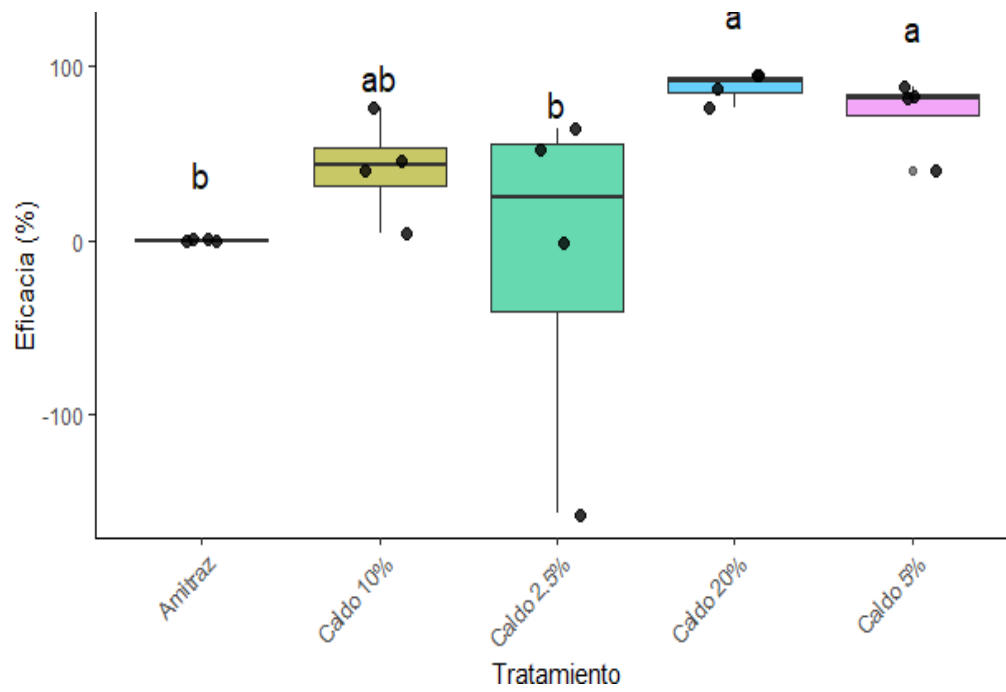 a
a
100
ab
b
b
0
-100
Eficacia (%)
Amitraz
Caldo 10%
Caldo 2.5%
Caldo 20%
Caldo 5%
Tratamiento